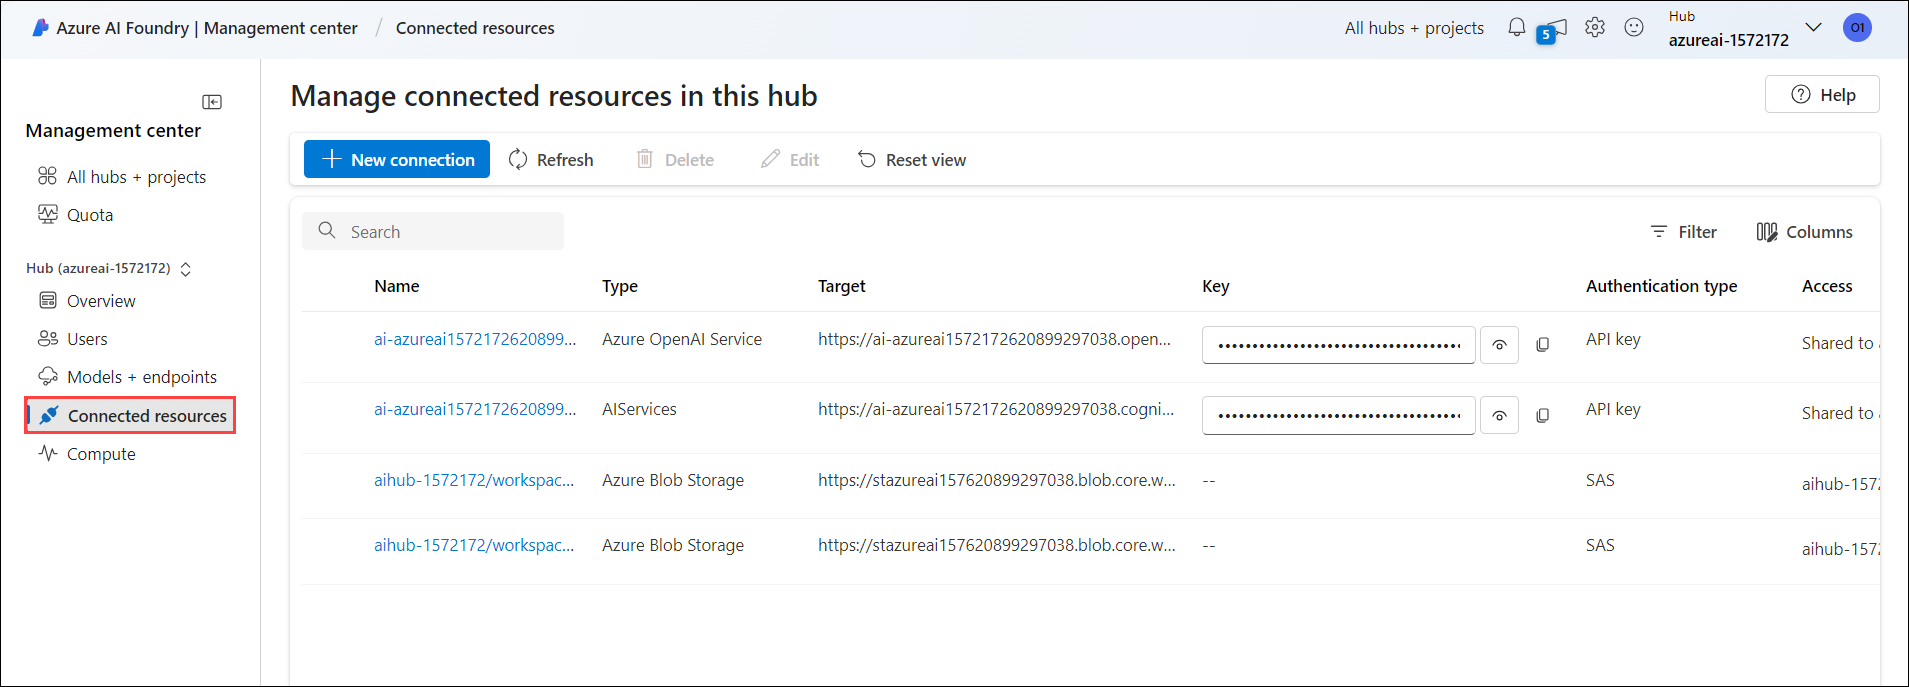 Azure AI Foundry | Management center / Connected resources
All hubs + projects
5
Hub
azureai-1572172
O1
Management center
All hubs + projects
Quota
Hub (azureai-1572172)
Overview
Users
Models + endpoints
Connected resources
Compute
Manage connected resources in this hub
Help
New connection Refresh Delete Edit Reset view
Search
Filter Columns
Name Type Target Key Authentication type Access
ai-azureai1572172620899... Azure OpenAI Service https://ai-azureai1572172620899297038.open... API key Shared to
ai-azureai1572172620899... AIServices https://ai-azureai1572172620899297038.cogni... API key Shared to
aihub-1572172/workspac... Azure Blob Storage https://stazureai157620899297038.blob.core.w... -- SAS aihub-157
aihub-1572172/workspac... Azure Blob Storage https://stazureai157620899297038.blob.core.w... -- SAS aihub-157